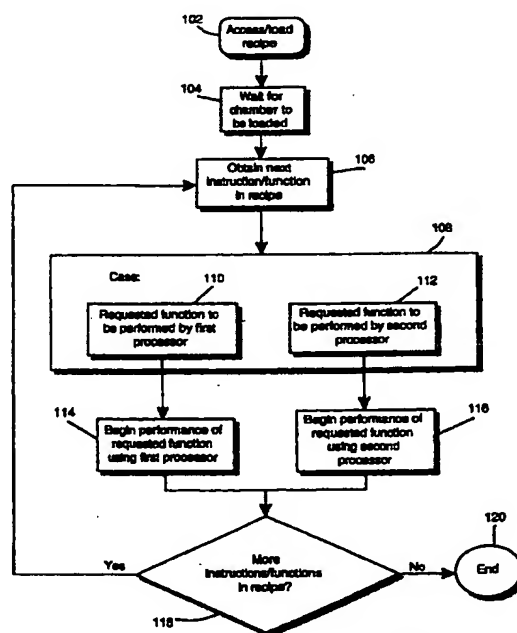 102
Access/load
recipe
104
Wait for
chamber to
be loaded
106
Obtain next
instruction/function
in recipe
108
Case:
110
Requested function to
be performed by first
processor
112
Requested function to
be performed by second
processor
114
Begin performance of
requested function
using first processor
116
Begin performance of
requested function
using second
processor
More
instructions/functions
in recipe?
Yes
No
118
120
End